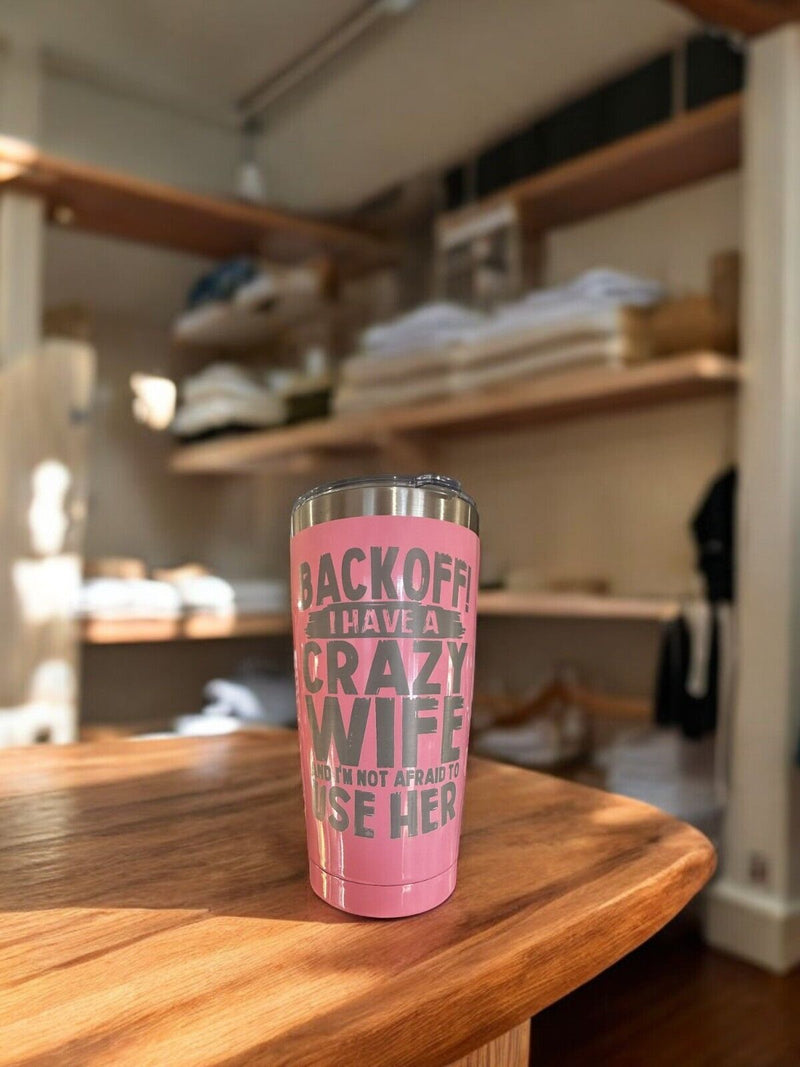 BACKOFF!
I HAVE A
CRAZY
WIFE
AND I'M NOT AFRAID TO
USE HER